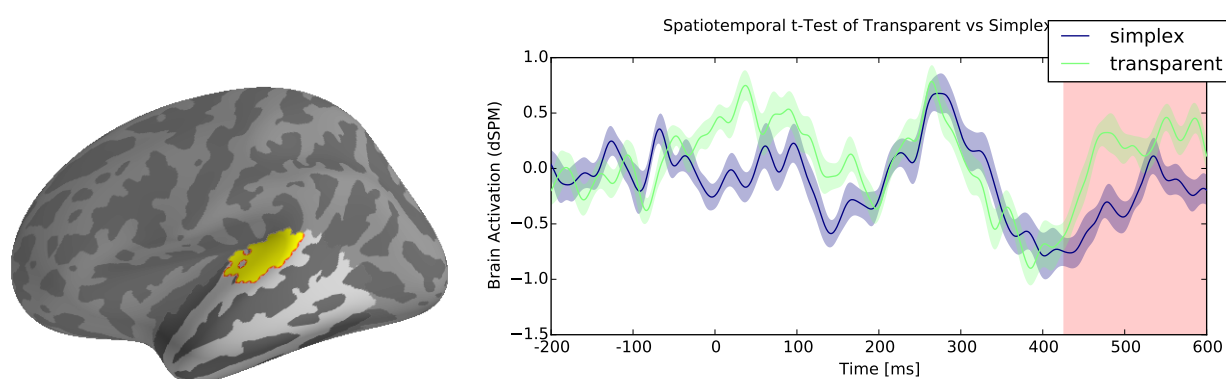 Spatiotemporal t-Test of Transparent vs Simplex
simplex
transparent
Brain Activation (dSPM)
1.0
0.5
0.0
−0.5
−1.0
−1.5
-200 -100 0 100 200 300 400 500 600
Time [ms]